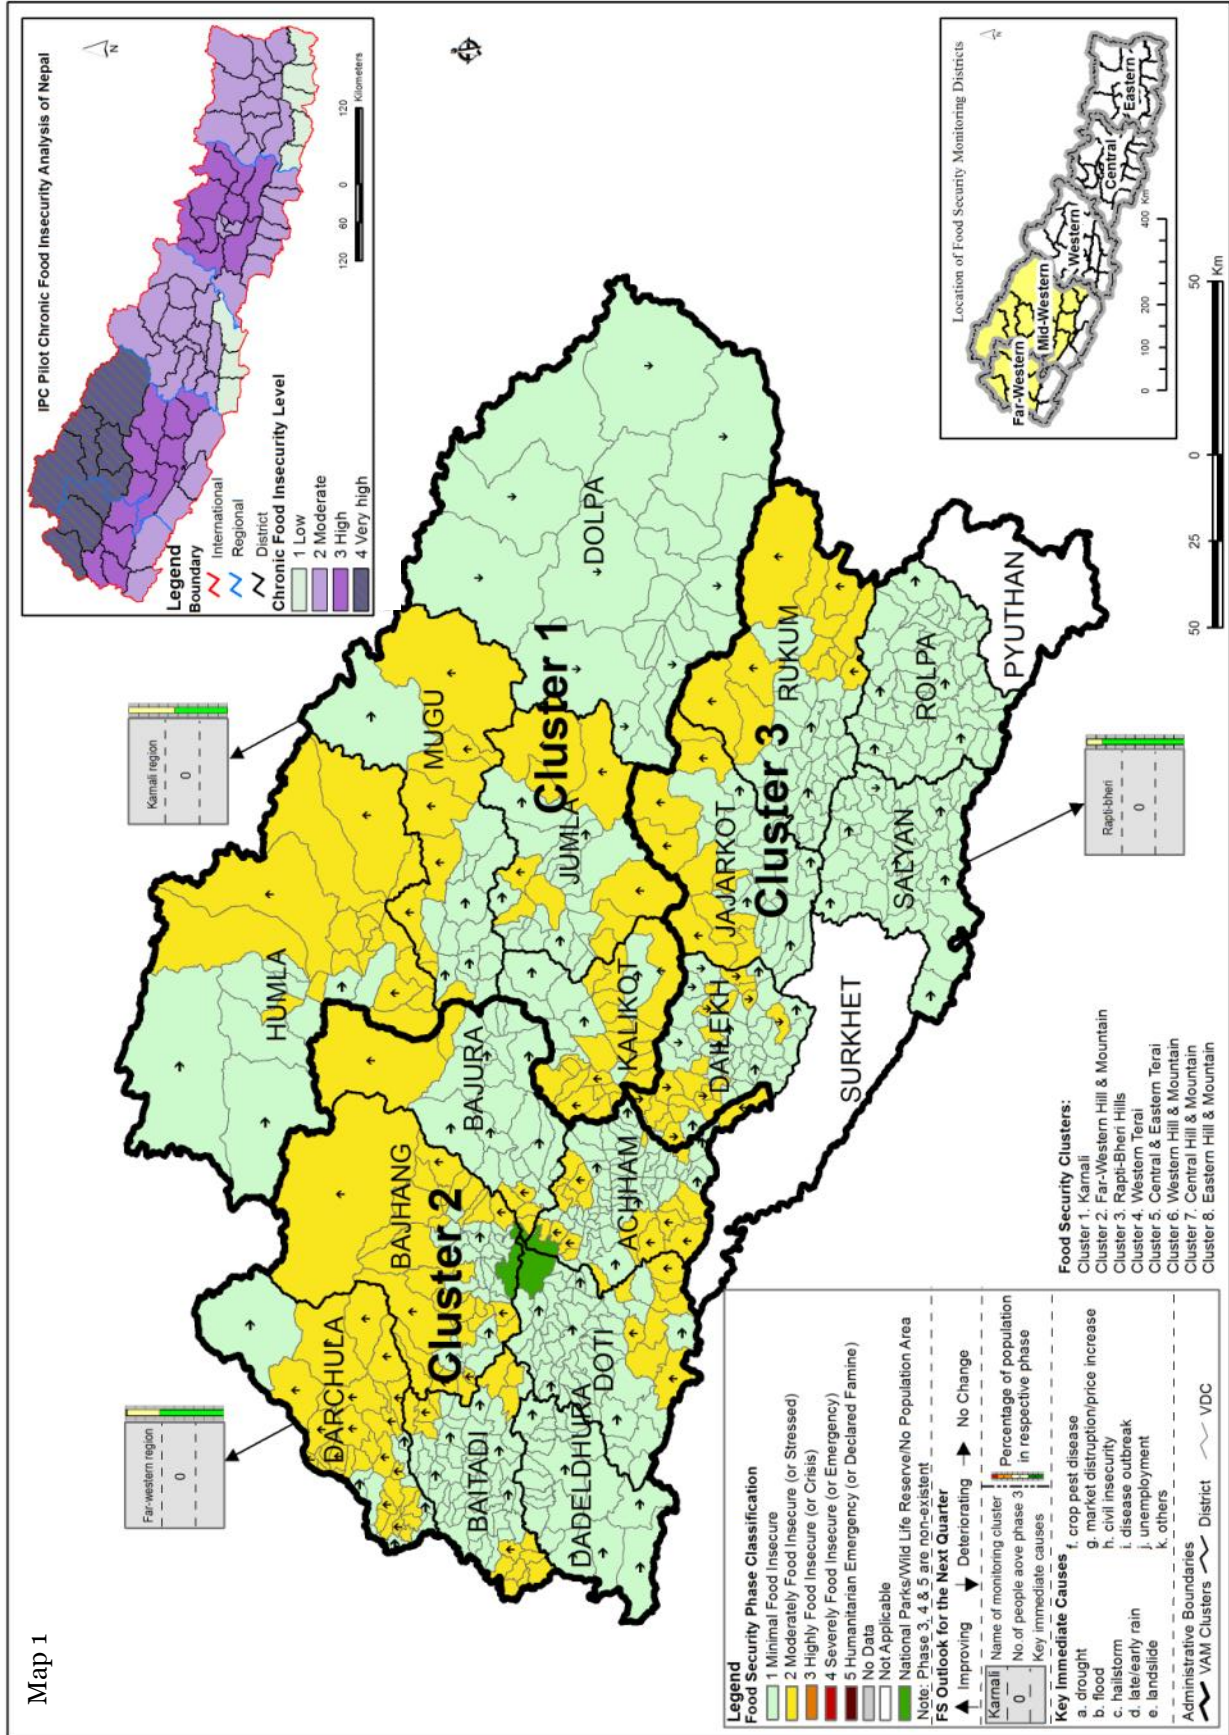 Map 1
IPC Pilot Chronic Food Insecurity Analysis of Nepal
N
Legend
Boundary
International
Regional
District
Chronic Food Insecurity Level
1 Low
2 Moderate
3 High
4 Very high
120
60
0
120
Kilometers
Karnali region
0
Far-western region
0
Rapti-bheri
0
HUMLA
MUGU
DOLPA
Cluster 1
JUMLA
KALIKOT
DARCHULA
BAJHANG
BAJURA
Cluster 2
BAITADI
DADELDHURA
DOTI
ACHHAM
DAILEKH
JAJARKOT
Cluster 3
RUKUM
ROLPA
SALYAN
SURKHET
PYUTHAN
Location of Food Security Monitoring Districts
N
Far-Western
Mid-Western
Western
Central
Eastern
0
100
200
400
Km
50
25
0
50
Km
Legend
Food Security Phase Classification
1 Minimal Food Insecure
2 Moderately Food Insecure (or Stressed)
3 Highly Food Insecure (or Crisis)
4 Severely Food Insecure (or Emergency)
5 Humanitarian Emergency (or Declared Famine)
No Data
Not Applicable
National Parks/Wild Life Reserve/No Population Area
Note: Phase 3, 4 & 5 are non-existent
FS Outlook for the Next Quarter
Improving
Deteriorating
No Change
Karnali
0
Name of monitoring cluster
No of people aove phase 3
Key immediate causes
Percentage of population
in respective phase
Key Immediate Causes
a. drought
b. flood
c. hailstorm
d. late/early rain
e. landslide
f. crop pest disease
g. market distruption/price increase
h. civil insecurity
i. disease outbreak
j. unemployment
k. others
Administrative Boundaries
VAM Clusters
District
VDC
Food Security Clusters:
Cluster 1. Karnali
Cluster 2. Far-Western Hill & Mountain
Cluster 3. Rapti-Bheri Hills
Cluster 4. Western Terai
Cluster 5. Central & Eastern Terai
Cluster 6. Western Hill & Mountain
Cluster 7. Central Hill & Mountain
Cluster 8. Eastern Hill & Mountain